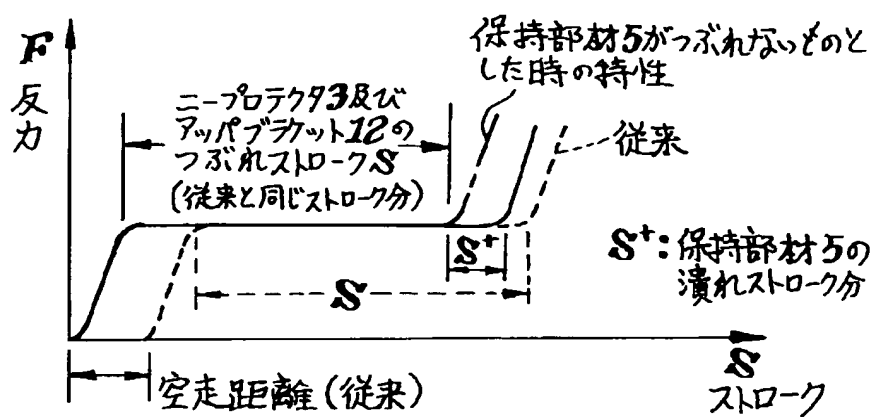 F
反力
ニープロテクタ3及び
アッパブラケット12の
つぶれストロークS
(従来と同じストローク分)
保持部材5がつぶれないものと
した時の特性
従来
S+
S
S+:保持部材5の
潰れストローク分
空走距離(従来)
S
ストローク